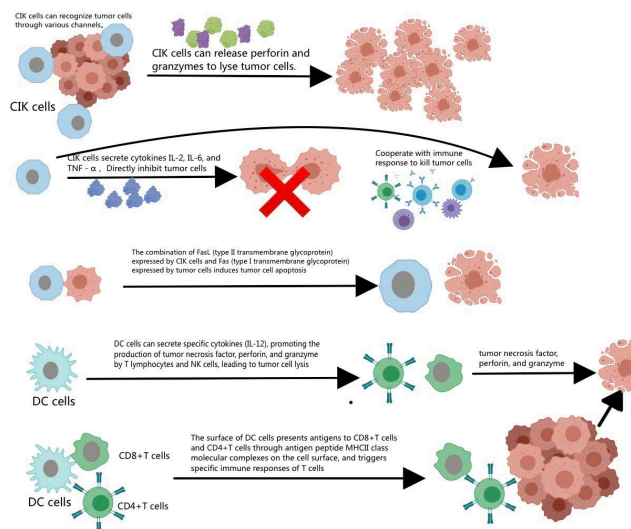 CIK cells can recognize tumor cells
through various channels。
CIK cells can release perforin and
granzymes to lyse tumor cells.
CIK cells
CIK cells secrete cytokines IL-2, IL-6, and
TNF - α ，Directly inhibit tumor cells
Cooperate with immune
response to kill tumor cells
The combination of FasL (type II transmembrane glycoprotein)
expressed by CIK cells and Fas (type I transmembrane glycoprotein)
expressed by tumor cells induces tumor cell apoptosis
DC cells can secrete specific cytokines (IL-12), promoting the
production of tumor necrosis factor, perforin, and granzyme
by T lymphocytes and NK cells, leading to tumor cell lysis
tumor necrosis factor,
perforin, and granzyme
DC cells
CD8+T cells
The surface of DC cells presents antigens to CD8+T cells
and CD4+T cells through antigen peptide MHCII class
molecular complexes on the cell surface, and triggers
specific immune responses of T cells
DC cells
CD4+T cells